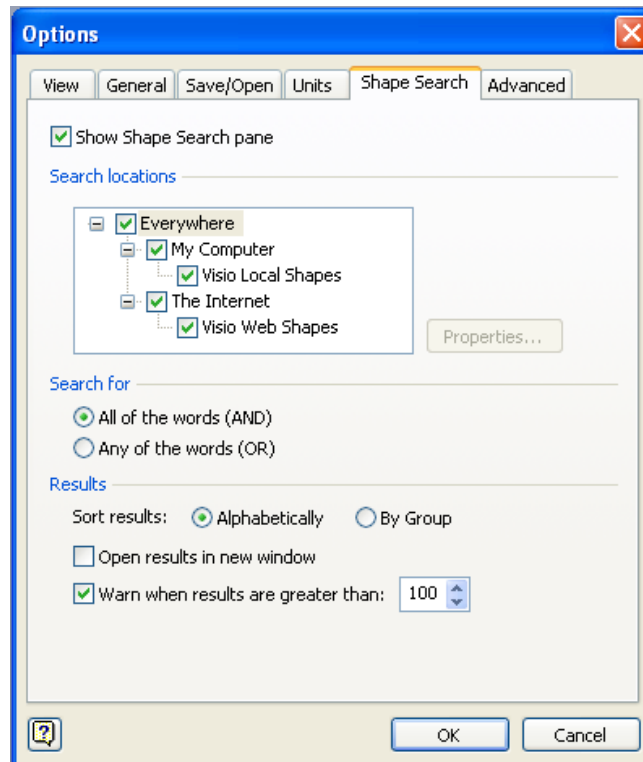 Options
View General Save/Open Units Shape Search Advanced
Show Shape Search pane
Search locations
Everywhere
My Computer
Visio Local Shapes
The Internet
Visio Web Shapes
Properties...
Search for
All of the words (AND)
Any of the words (OR)
Results
Sort results: Alphabetically By Group
Open results in new window
Warn when results are greater than: 100
OK Cancel